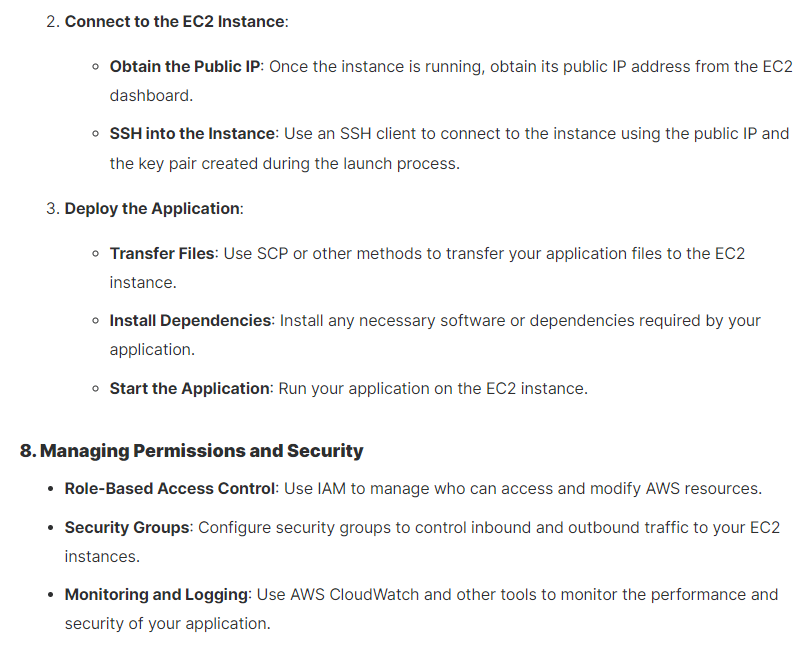 2. Connect to the EC2 Instance:
◦ Obtain the Public IP: Once the instance is running, obtain its public IP address from the EC2
dashboard.
◦ SSH into the Instance: Use an SSH client to connect to the instance using the public IP and
the key pair created during the launch process.
3. Deploy the Application:
◦ Transfer Files: Use SCP or other methods to transfer your application files to the EC2
instance.
◦ Install Dependencies: Install any necessary software or dependencies required by your
application.
◦ Start the Application: Run your application on the EC2 instance.
8. Managing Permissions and Security
• Role-Based Access Control: Use IAM to manage who can access and modify AWS resources.
• Security Groups: Configure security groups to control inbound and outbound traffic to your EC2
instances.
• Monitoring and Logging: Use AWS CloudWatch and other tools to monitor the performance and
security of your application.